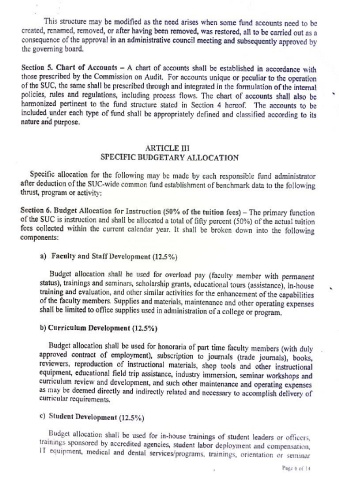 This structure may be modified as the need arises when some fund accounts need to be
created, renamed, removed, or after having been removed, was restored, all to be carried out as a
consequence of the approval in an administrative council meeting and subsequently approved by
the governing board.
Section 5. Chart of Accounts – A chart of accounts shall be established in accordance with
those prescribed by the Commission on Audit. For accounts unique or peculiar to the operation
of the SUC, the same shall be prescribed through and integrated in the formulation of the internal
policies, rules and regulations, including process flows. The chart of accounts shall also be
harmonized pertinent to the fund structure stated in Section 4 hereof. The accounts to be
included under each type of fund shall be appropriately defined and classified according to its
nature and purpose.
ARTICLE III
SPECIFIC BUDGETARY ALLOCATION
Specific allocation for the following may be made by each responsible fund administrator
after deduction of the SUC-wide common fund establishment of benchmark data to the following
thrust, program or activity:
Section 6. Budget Allocation for Instruction (50% of the tuition fees) – The primary function
of the SUC is instruction and shall be allocated a total of fifty percent (50%) of the actual tuition
fees collected within the current calendar year. It shall be broken down into the following
components:
a) Faculty and Staff Development (12.5%)
Budget allocation shall be used for overload pay (faculty member with permanent
status), trainings and seminars, scholarship grants, educational tours (assistance), in-house
training and evaluation, and other similar activities for the enhancement of the capabilities
of the faculty members. Supplies and materials, maintenance and other operating expenses
shall be limited to office supplies used in administration of a college or program.
b) Curriculum Development (12.5%)
Budget allocation shall be used for honoraria of part time faculty members (with duly
approved contract of employment), subscription to journals (trade journals), books,
reviewers, reproduction of instructional materials, shop tools and other instructional
equipment, educational field trip assistance, industry immersion, seminar workshops and
curriculum review and development, and such other maintenance and operating expenses
as may be deemed directly and indirectly related and necessary to accomplish delivery of
curricular requirements.
c) Student Development (12.5%)
Budget allocation shall be used for in-house trainings of student leaders or officers,
trainings sponsored by accredited agencies, student labor deployment and compensation,
IT equipment, medical and dental services/programs, trainings, orientation or seminar
Page 6 of 14